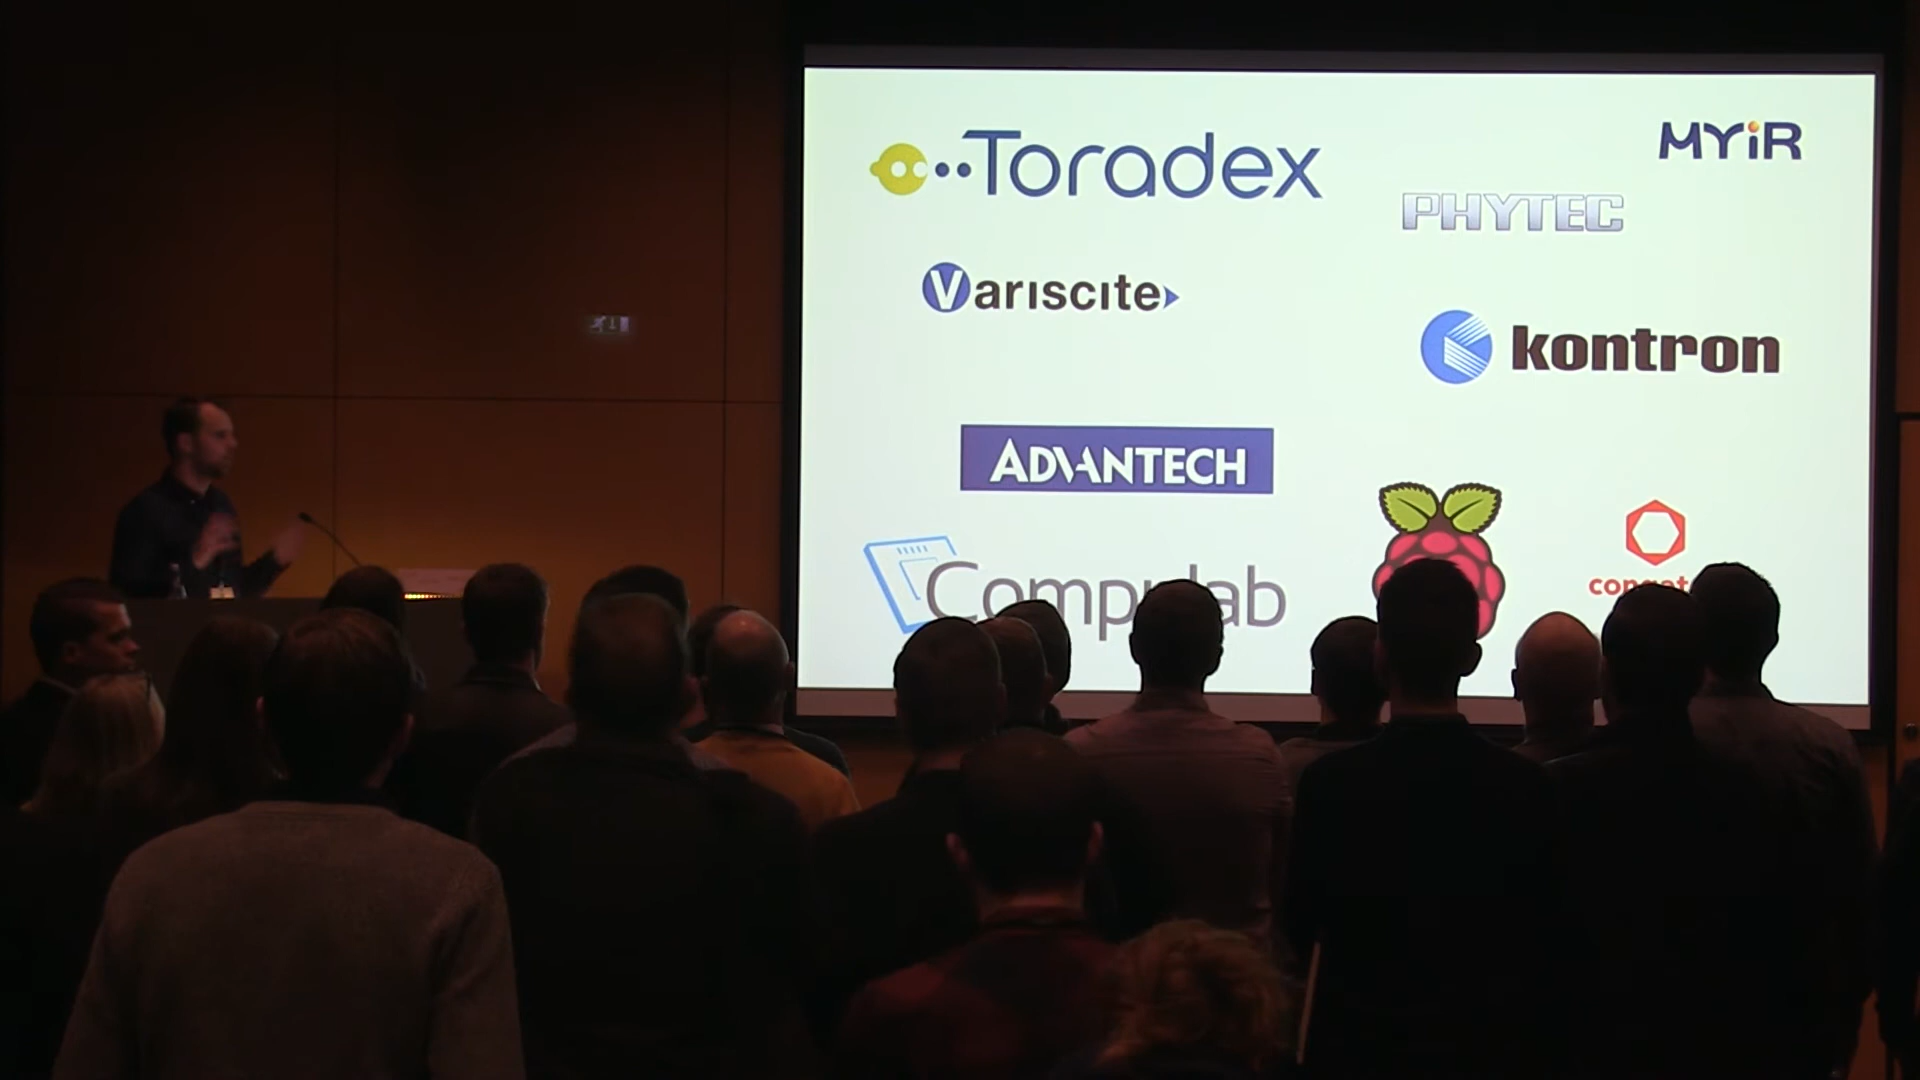 Toradex
MYiR
PHYTEC
Variscite
kontron
ADVANTECH